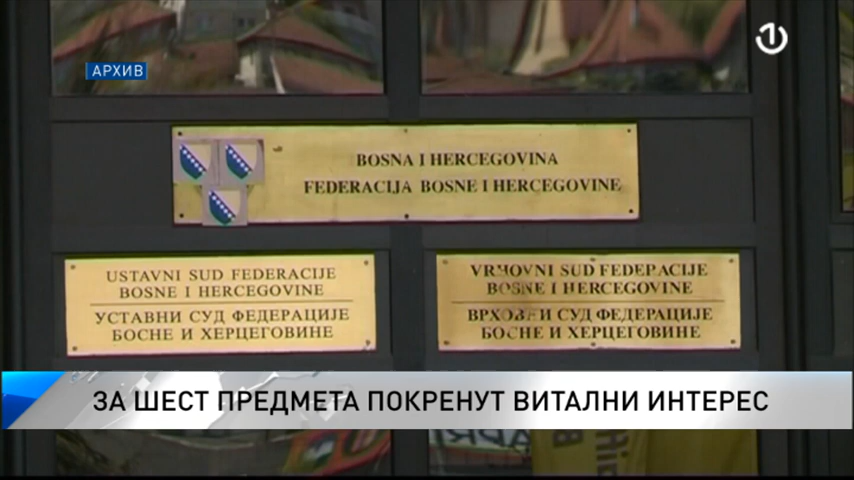 АРХИВ
BOSNA I HERCEGOVINA
FEDERACIJA BOSNE I HERCEGOVINE
USTAVNI SUD FEDERACIJE
BOSNE I HERCEGOVINE
УСТАВНИ СУД ФЕДЕРАЦИЈЕ
БОСНЕ И ХЕРЦЕГОВИНЕ
VRHOVNI SUD FEDERACIJE
BOSNE I HERCEGOVINE
ВРХОВНИ СУД ФЕДЕРАЦИЈЕ
БОСНЕ И ХЕРЦЕГОВИНЕ
ЗА ШЕСТ ПРЕДМЕТА ПОКРЕНУТ ВИТАЛНИ ИНТЕРЕС